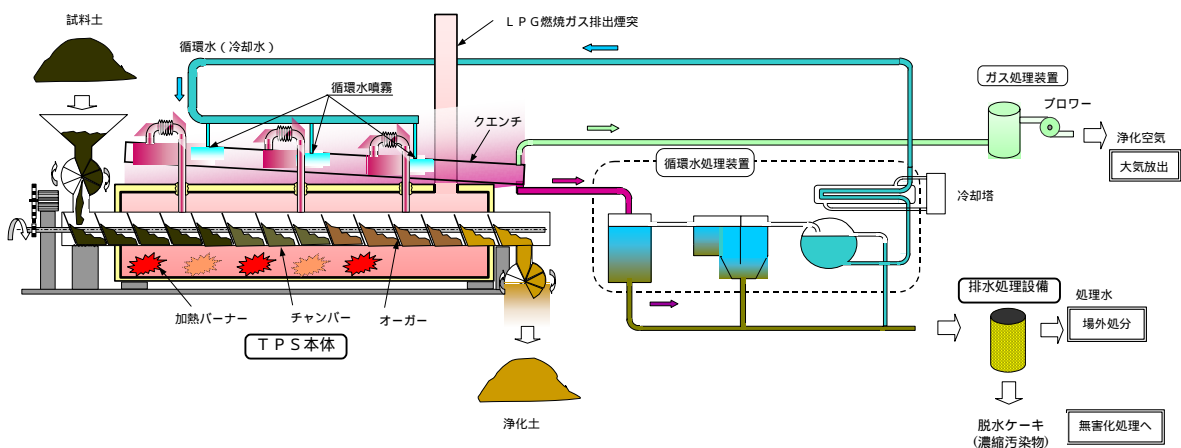 試料土
ＬＰＧ燃焼ガス排出煙突
循環水（冷却水）
循環水噴霧
クエンチ
ガス処理装置
ブロワー
浄化空気
大気放出
循環水処理装置
冷却塔
加熱バーナー
チャンバー
オーガー
ＴＰＳ本体
排水処理設備
処理水
場外処分
浄化土
脱水ケーキ
(濃縮汚染物)
無害化処理へ